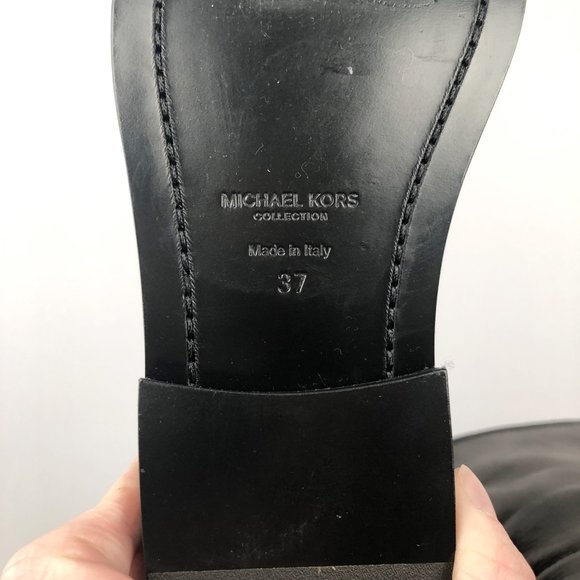 MICHAEL KORS
COLLECTION
Made in Italy
37